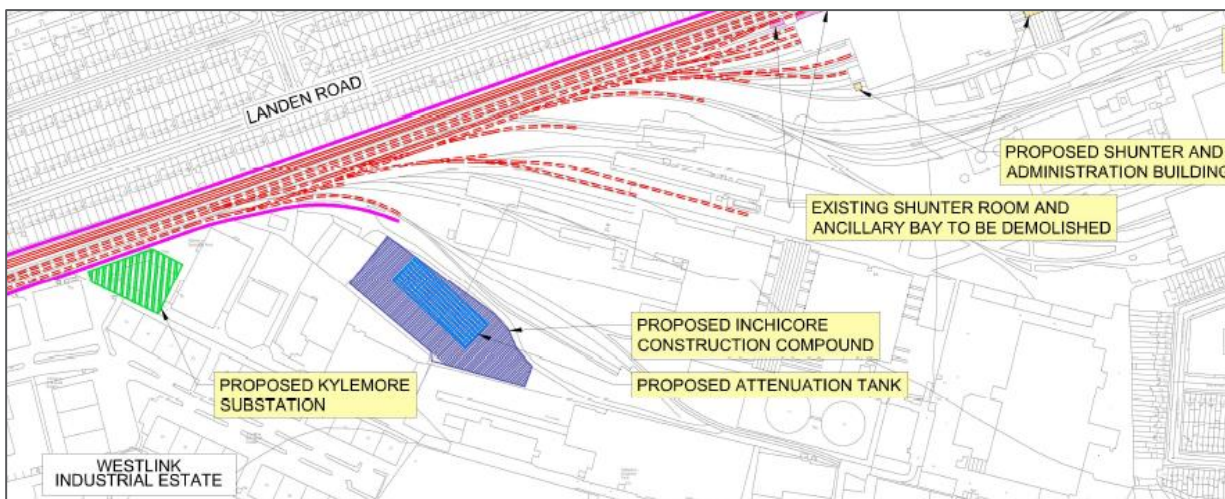 LANDEN ROAD
PROPOSED SHUNTER AND
ADMINISTRATION BUILDING
EXISTING SHUNTER ROOM AND
ANCILLARY BAY TO BE DEMOLISHED
PROPOSED INCHICORE
CONSTRUCTION COMPOUND
PROPOSED ATTENUATION TANK
PROPOSED KYLEMORE
SUBSTATION
WESTLINK
INDUSTRIAL ESTATE